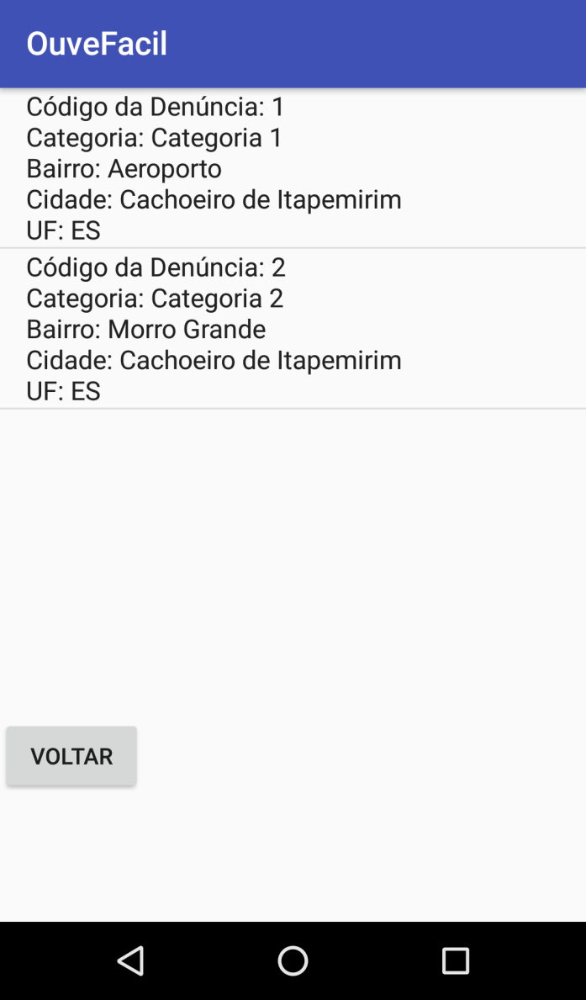 OuveFacil
Código da Denúncia: 1
Categoria: Categoria 1
Bairro: Aeroporto
Cidade: Cachoeiro de Itapemirim
UF: ES
Código da Denúncia: 2
Categoria: Categoria 2
Bairro: Morro Grande
Cidade: Cachoeiro de Itapemirim
UF: ES
VOLTAR